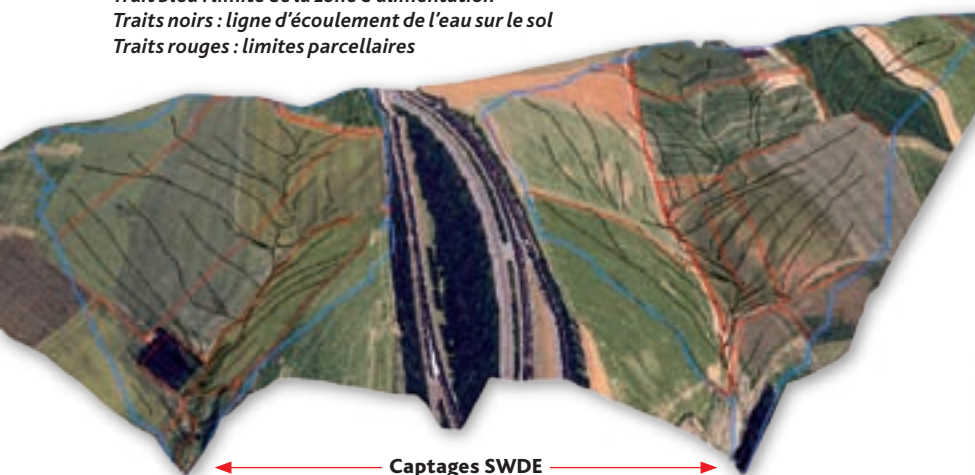 Trait Bleu : limite de la zone d'alimentation
Traits noirs : ligne d'écoulement de l'eau sur le sol
Traits rouges : limites parcellaires
Captages SWDE